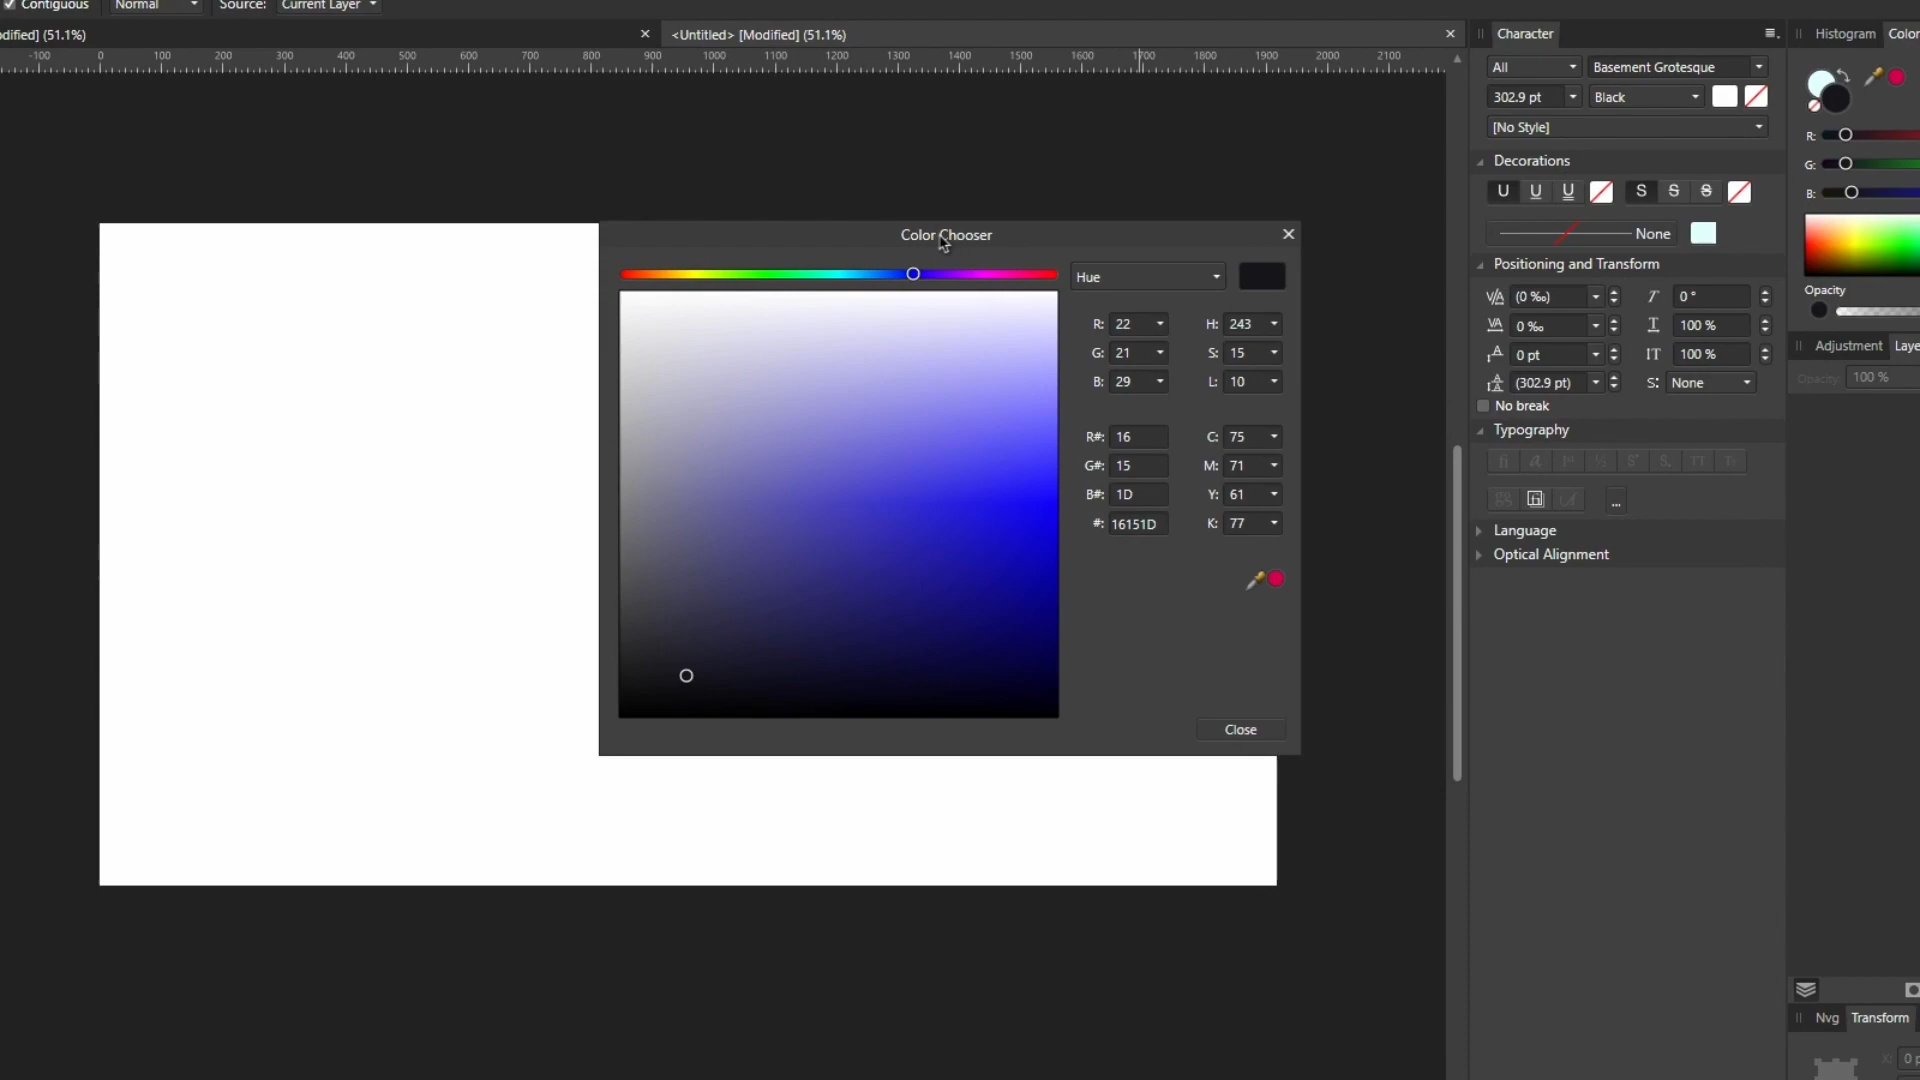 Contiguous Normal Source: Current Layer
odified] (51.1%) <Untitled> [Modified] (51.1%)
-100 0 100 200 300 400 500 600 700 800 900 1000 1100 1200 1300 1400 1500 1600 1700 1800 1900 2000 2100
Color Chooser
Hue
R: 22 H: 243
G: 21 S: 15
B: 29 L: 10
R#: 16 C: 75
G#: 15 M: 71
B#: 1D Y: 61
#: 16151D K: 77
Close
Character
All Basement Grotesque
302.9 pt Black
[No Style]
Decorations
U U U S S S
None
Positioning and Transform
(0 ‰) 0 °
0 ‰ 100 %
0 pt 100 %
(302.9 pt) S: None
No break
Typography
...
Language
Optical Alignment
Histogram Color
R:
G:
B:
Opacity
Adjustment Laye
Opacity: 100 %
Nvg Transform
X: 0 p